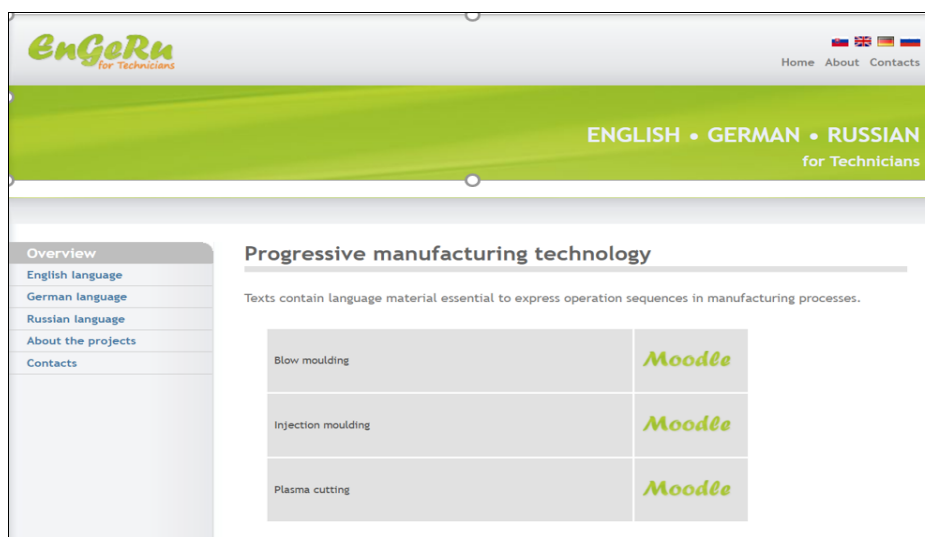 EnGeRu
for Technicians
Home About Contacts
ENGLISH • GERMAN • RUSSIAN
for Technicians
Overview
English language
German language
Russian language
About the projects
Contacts
Progressive manufacturing technology
Texts contain language material essential to express operation sequences in manufacturing processes.
Blow moulding Moodle
Injection moulding Moodle
Plasma cutting Moodle